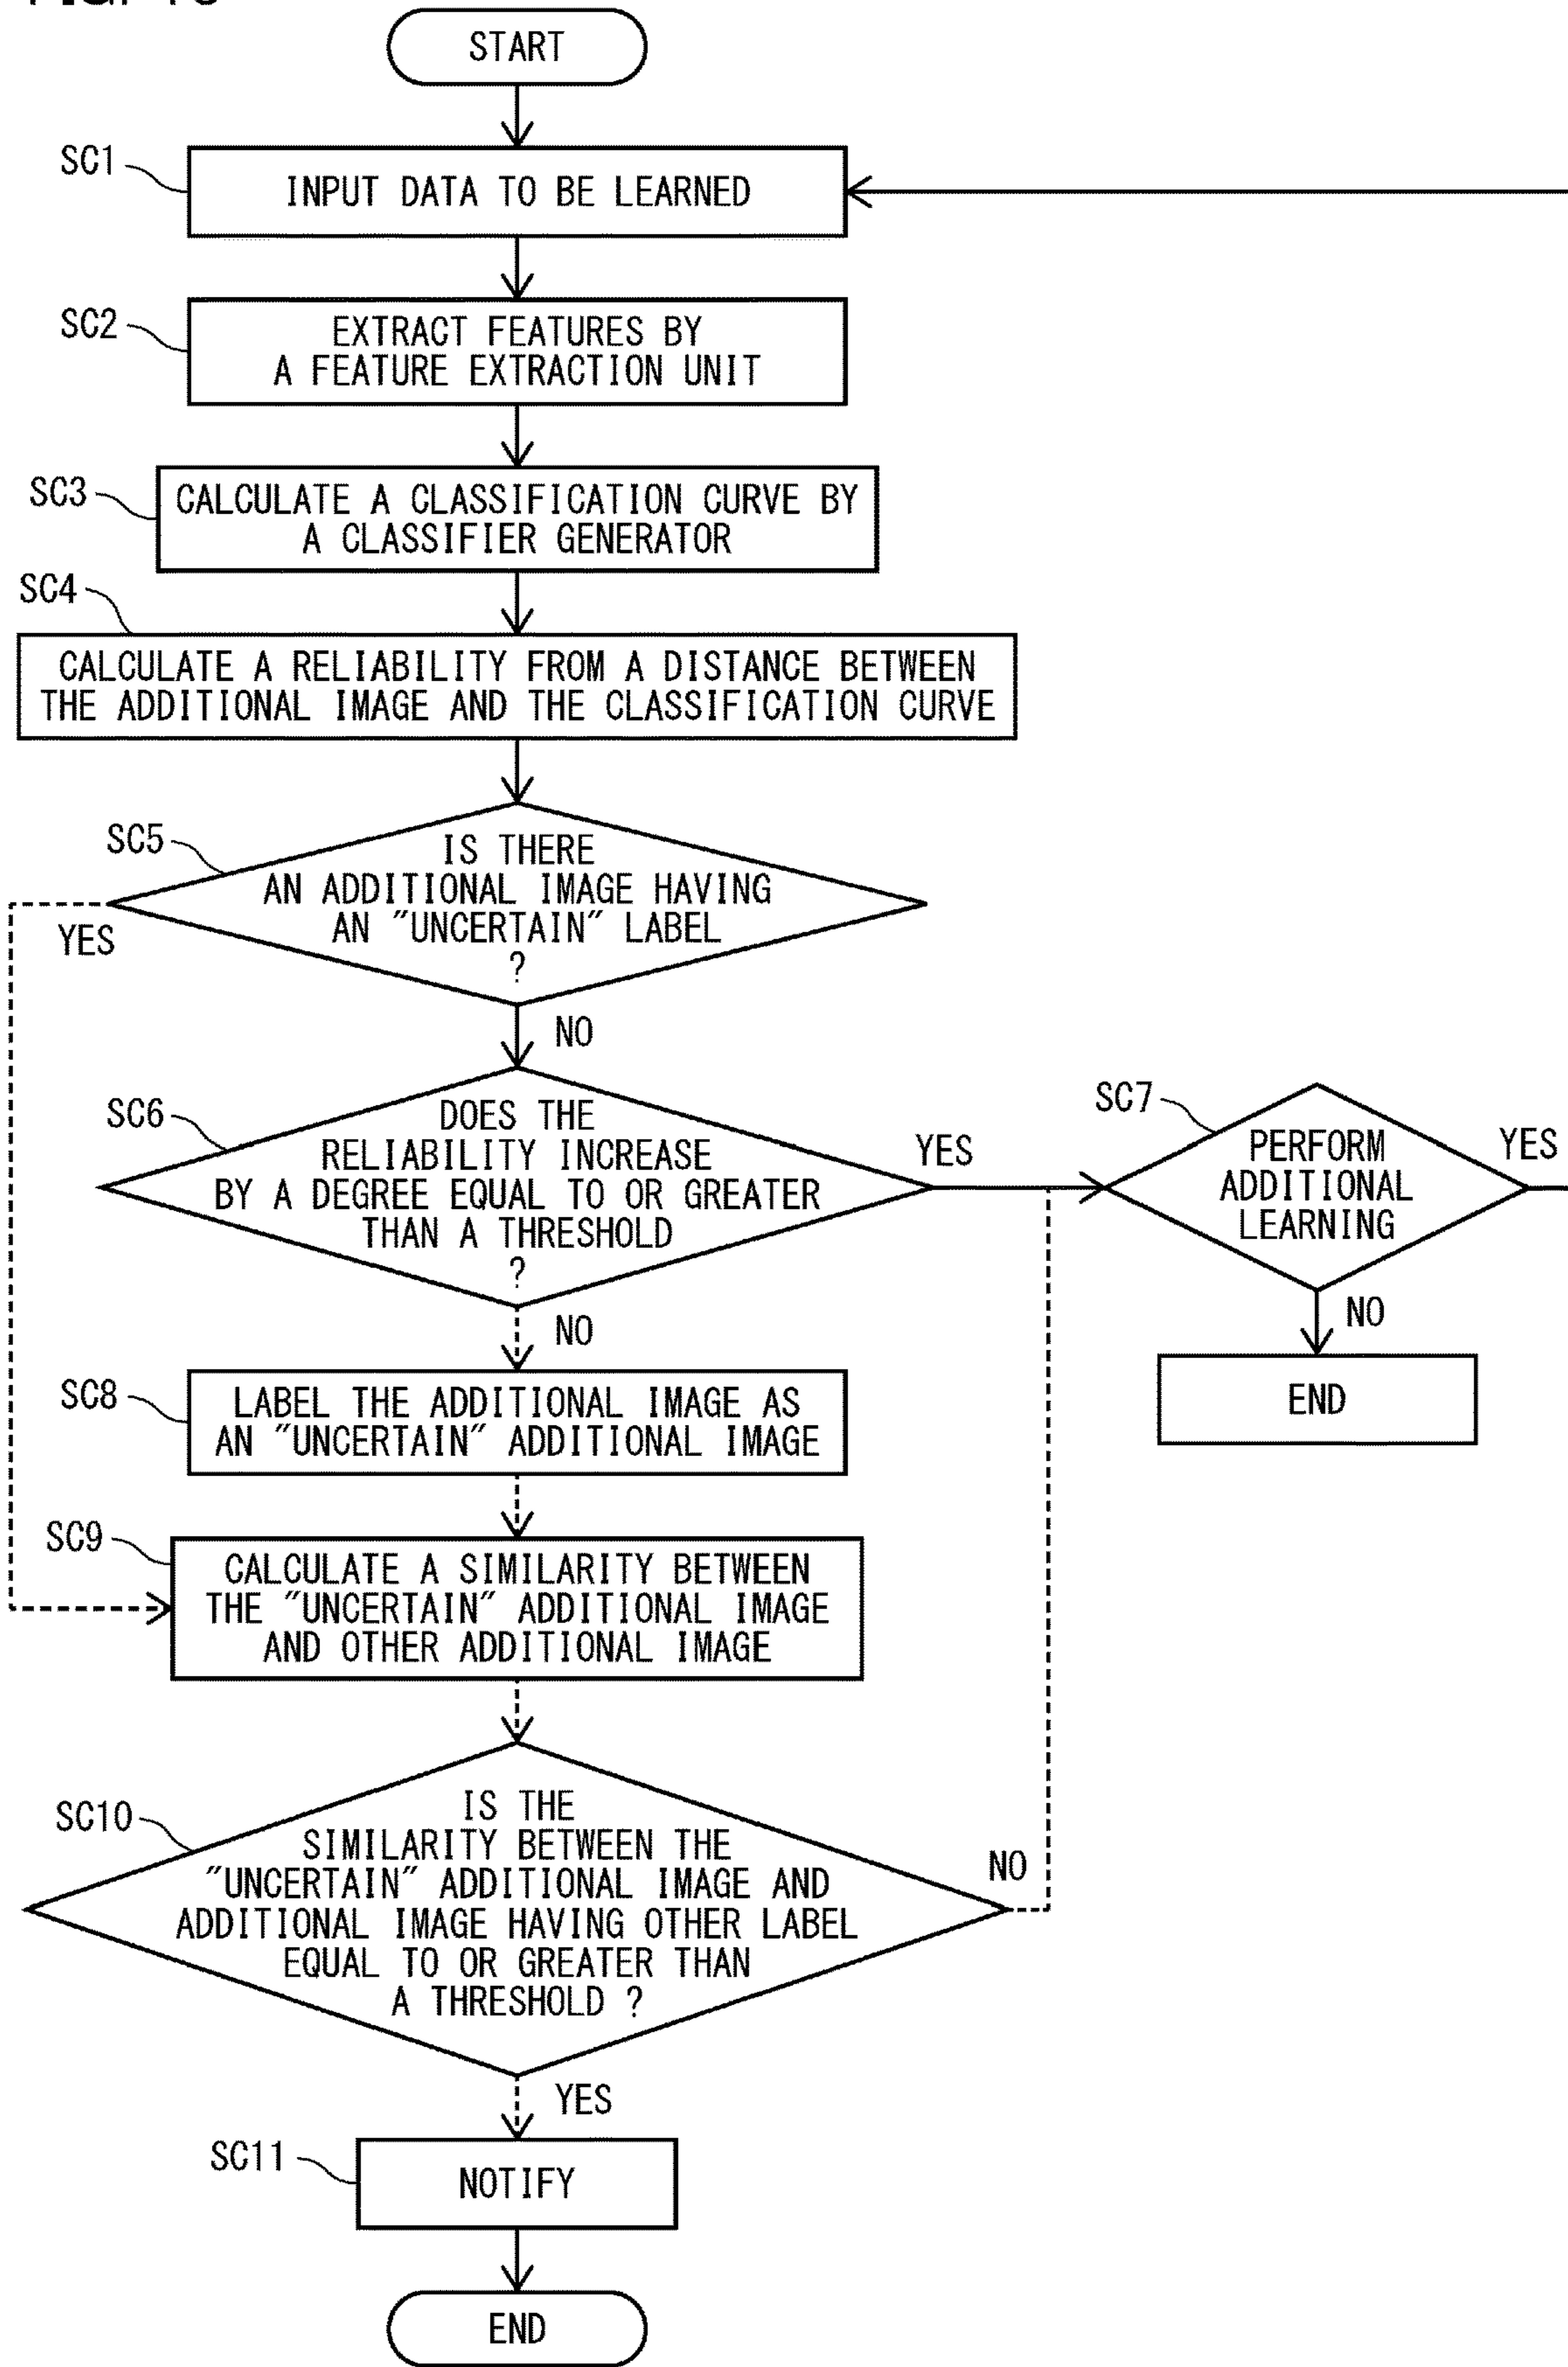 START
SC1
INPUT DATA TO BE LEARNED
SC2
EXTRACT FEATURES BY
A FEATURE EXTRACTION UNIT
SC3
CALCULATE A CLASSIFICATION CURVE BY
A CLASSIFIER GENERATOR
SC4
CALCULATE A RELIABILITY FROM A DISTANCE BETWEEN
THE ADDITIONAL IMAGE AND THE CLASSIFICATION CURVE
SC5
IS THERE
AN ADDITIONAL IMAGE HAVING
AN "UNCERTAIN" LABEL
?
YES
NO
SC6
DOES THE
RELIABILITY INCREASE
BY A DEGREE EQUAL TO OR GREATER
THAN A THRESHOLD
?
YES
NO
SC7
PERFORM
ADDITIONAL
LEARNING
YES
NO
END
SC8
LABEL THE ADDITIONAL IMAGE AS
AN "UNCERTAIN" ADDITIONAL IMAGE
SC9
CALCULATE A SIMILARITY BETWEEN
THE "UNCERTAIN" ADDITIONAL IMAGE
AND OTHER ADDITIONAL IMAGE
SC10
IS THE
SIMILARITY BETWEEN THE
"UNCERTAIN" ADDITIONAL IMAGE AND
ADDITIONAL IMAGE HAVING OTHER LABEL
EQUAL TO OR GREATER THAN
A THRESHOLD ?
NO
YES
SC11
NOTIFY
END